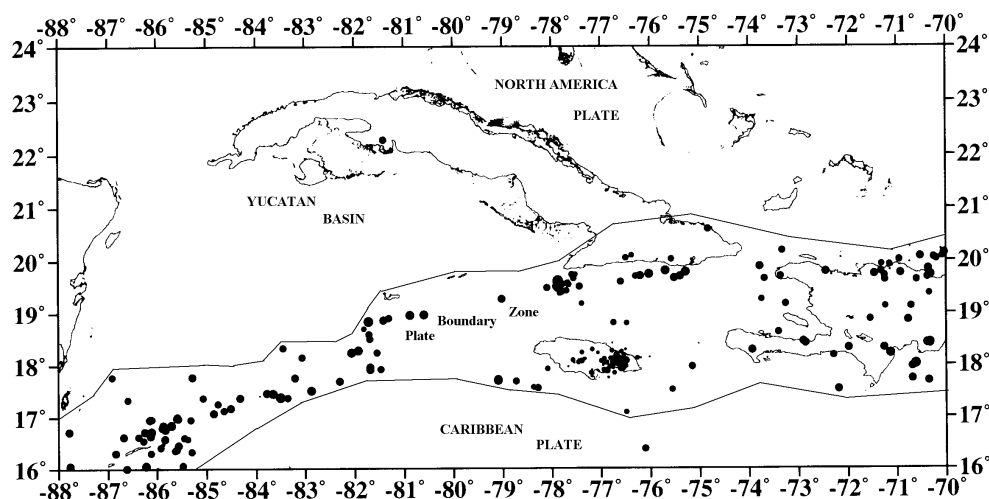 -88° -87° -86° -85° -84° -83° -82° -81° -80° -79° -78° -77° -76° -75° -74° -73° -72° -71° -70°
24° 24°
NORTH AMERICA
23° PLATE 23°
22° 22°
YUCATAN
21° BASIN 21°
20° 20°
19° Boundary Zone 19°
Plate
18° 18°
17° 17°
CARIBBEAN
PLATE
16° 16°
-88° -87° -86° -85° -84° -83° -82° -81° -80° -79° -78° -77° -76° -75° -74° -73° -72° -71° -70°